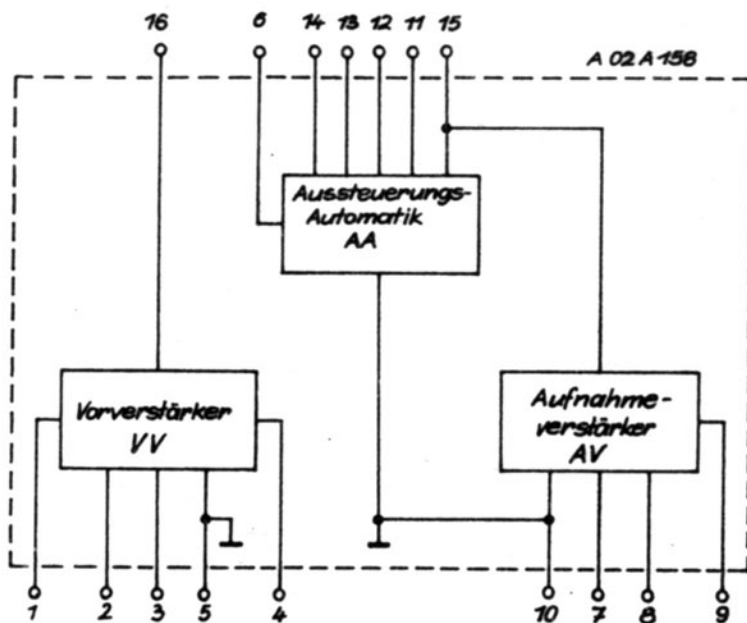 16 6 14 13 12 11 15
A 02 A 158
Aussteuerungs-
Automatik
AA
Vorverstärker
VV
Aufnahme-
verstärker
AV
1 2 3 5 4 10 7 8 9